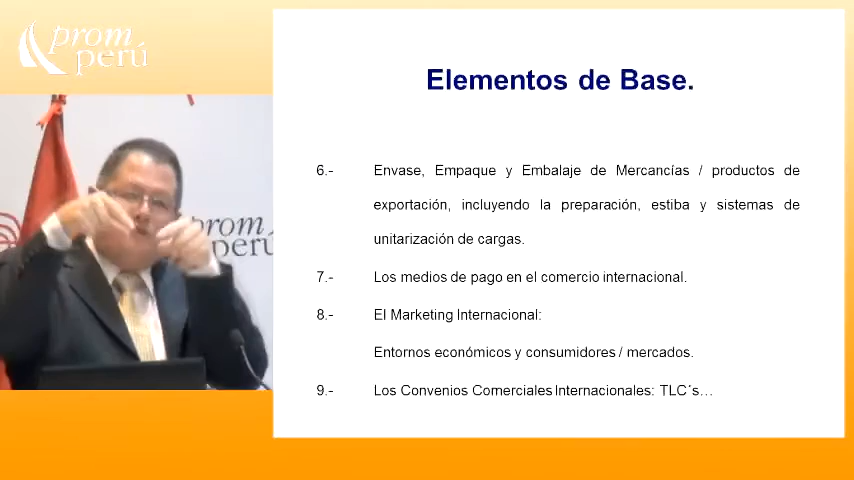 prom
perú
Elementos de Base.
6.- Envase, Empaque y Embalaje de Mercancías / productos de
exportación, incluyendo la preparación, estiba y sistemas de
unitarización de cargas.
7.- Los medios de pago en el comercio internacional.
8.- El Marketing Internacional:
Entornos económicos y consumidores / mercados.
9.- Los Convenios Comerciales Internacionales: TLC´s…
prom
perú